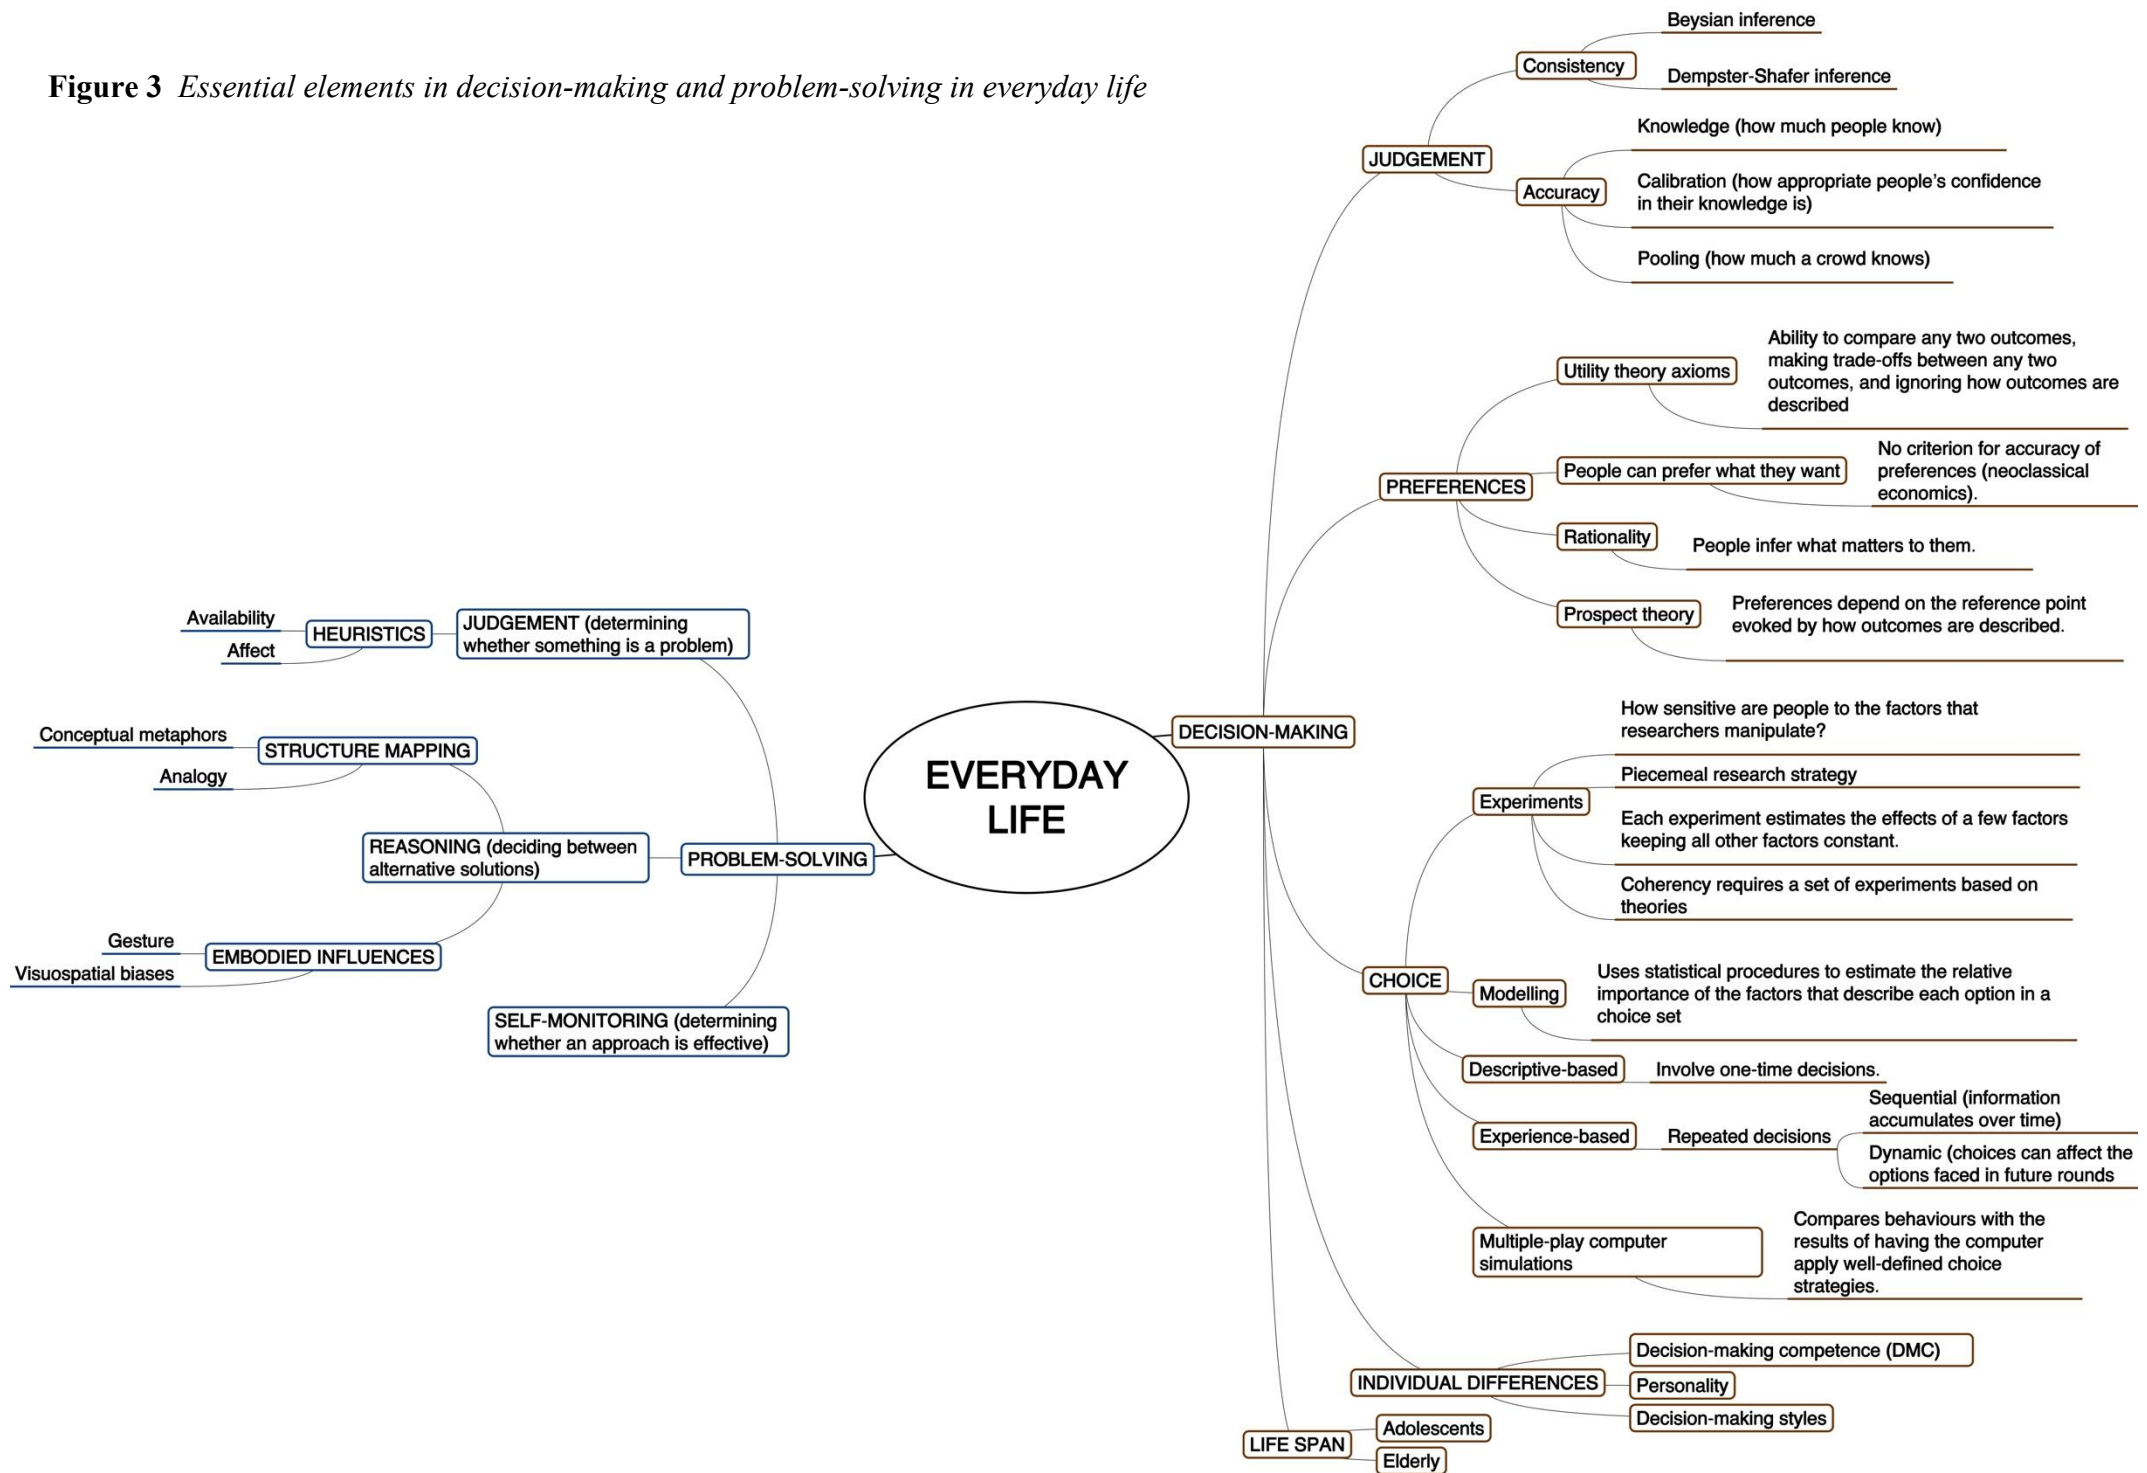 Figure 3 Essential elements in decision-making and problem-solving in everyday life
EVERYDAY
LIFE
DECISION-MAKING
JUDGEMENT
Consistency
Beysian inference
Dempster-Shafer inference
Accuracy
Knowledge (how much people know)
Calibration (how appropriate people's confidence
in their knowledge is)
Pooling (how much a crowd knows)
PREFERENCES
Utility theory axioms
Ability to compare any two outcomes,
making trade-offs between any two
outcomes, and ignoring how outcomes are
described
People can prefer what they want
No criterion for accuracy of
preferences (neoclassical
economics).
Rationality
People infer what matters to them.
Prospect theory
Preferences depend on the reference point
evoked by how outcomes are described.
CHOICE
Experiments
How sensitive are people to the factors that
researchers manipulate?
Piecemeal research strategy
Each experiment estimates the effects of a few factors
keeping all other factors constant.
Coherency requires a set of experiments based on
theories
Modelling
Uses statistical procedures to estimate the relative
importance of the factors that describe each option in a
choice set
Descriptive-based
Involve one-time decisions.
Experience-based
Repeated decisions
Sequential (information
accumulates over time)
Dynamic (choices can affect the
options faced in future rounds
Multiple-play computer
simulations
Compares behaviours with the
results of having the computer
apply well-defined choice
strategies.
INDIVIDUAL DIFFERENCES
Decision-making competence (DMC)
Personality
Decision-making styles
LIFE SPAN
Adolescents
Elderly
PROBLEM-SOLVING
JUDGEMENT (determining
whether something is a problem)
HEURISTICS
Availability
Affect
REASONING (deciding between
alternative solutions)
STRUCTURE MAPPING
Conceptual metaphors
Analogy
EMBODIED INFLUENCES
Gesture
Visuospatial biases
SELF-MONITORING (determining
whether an approach is effective)